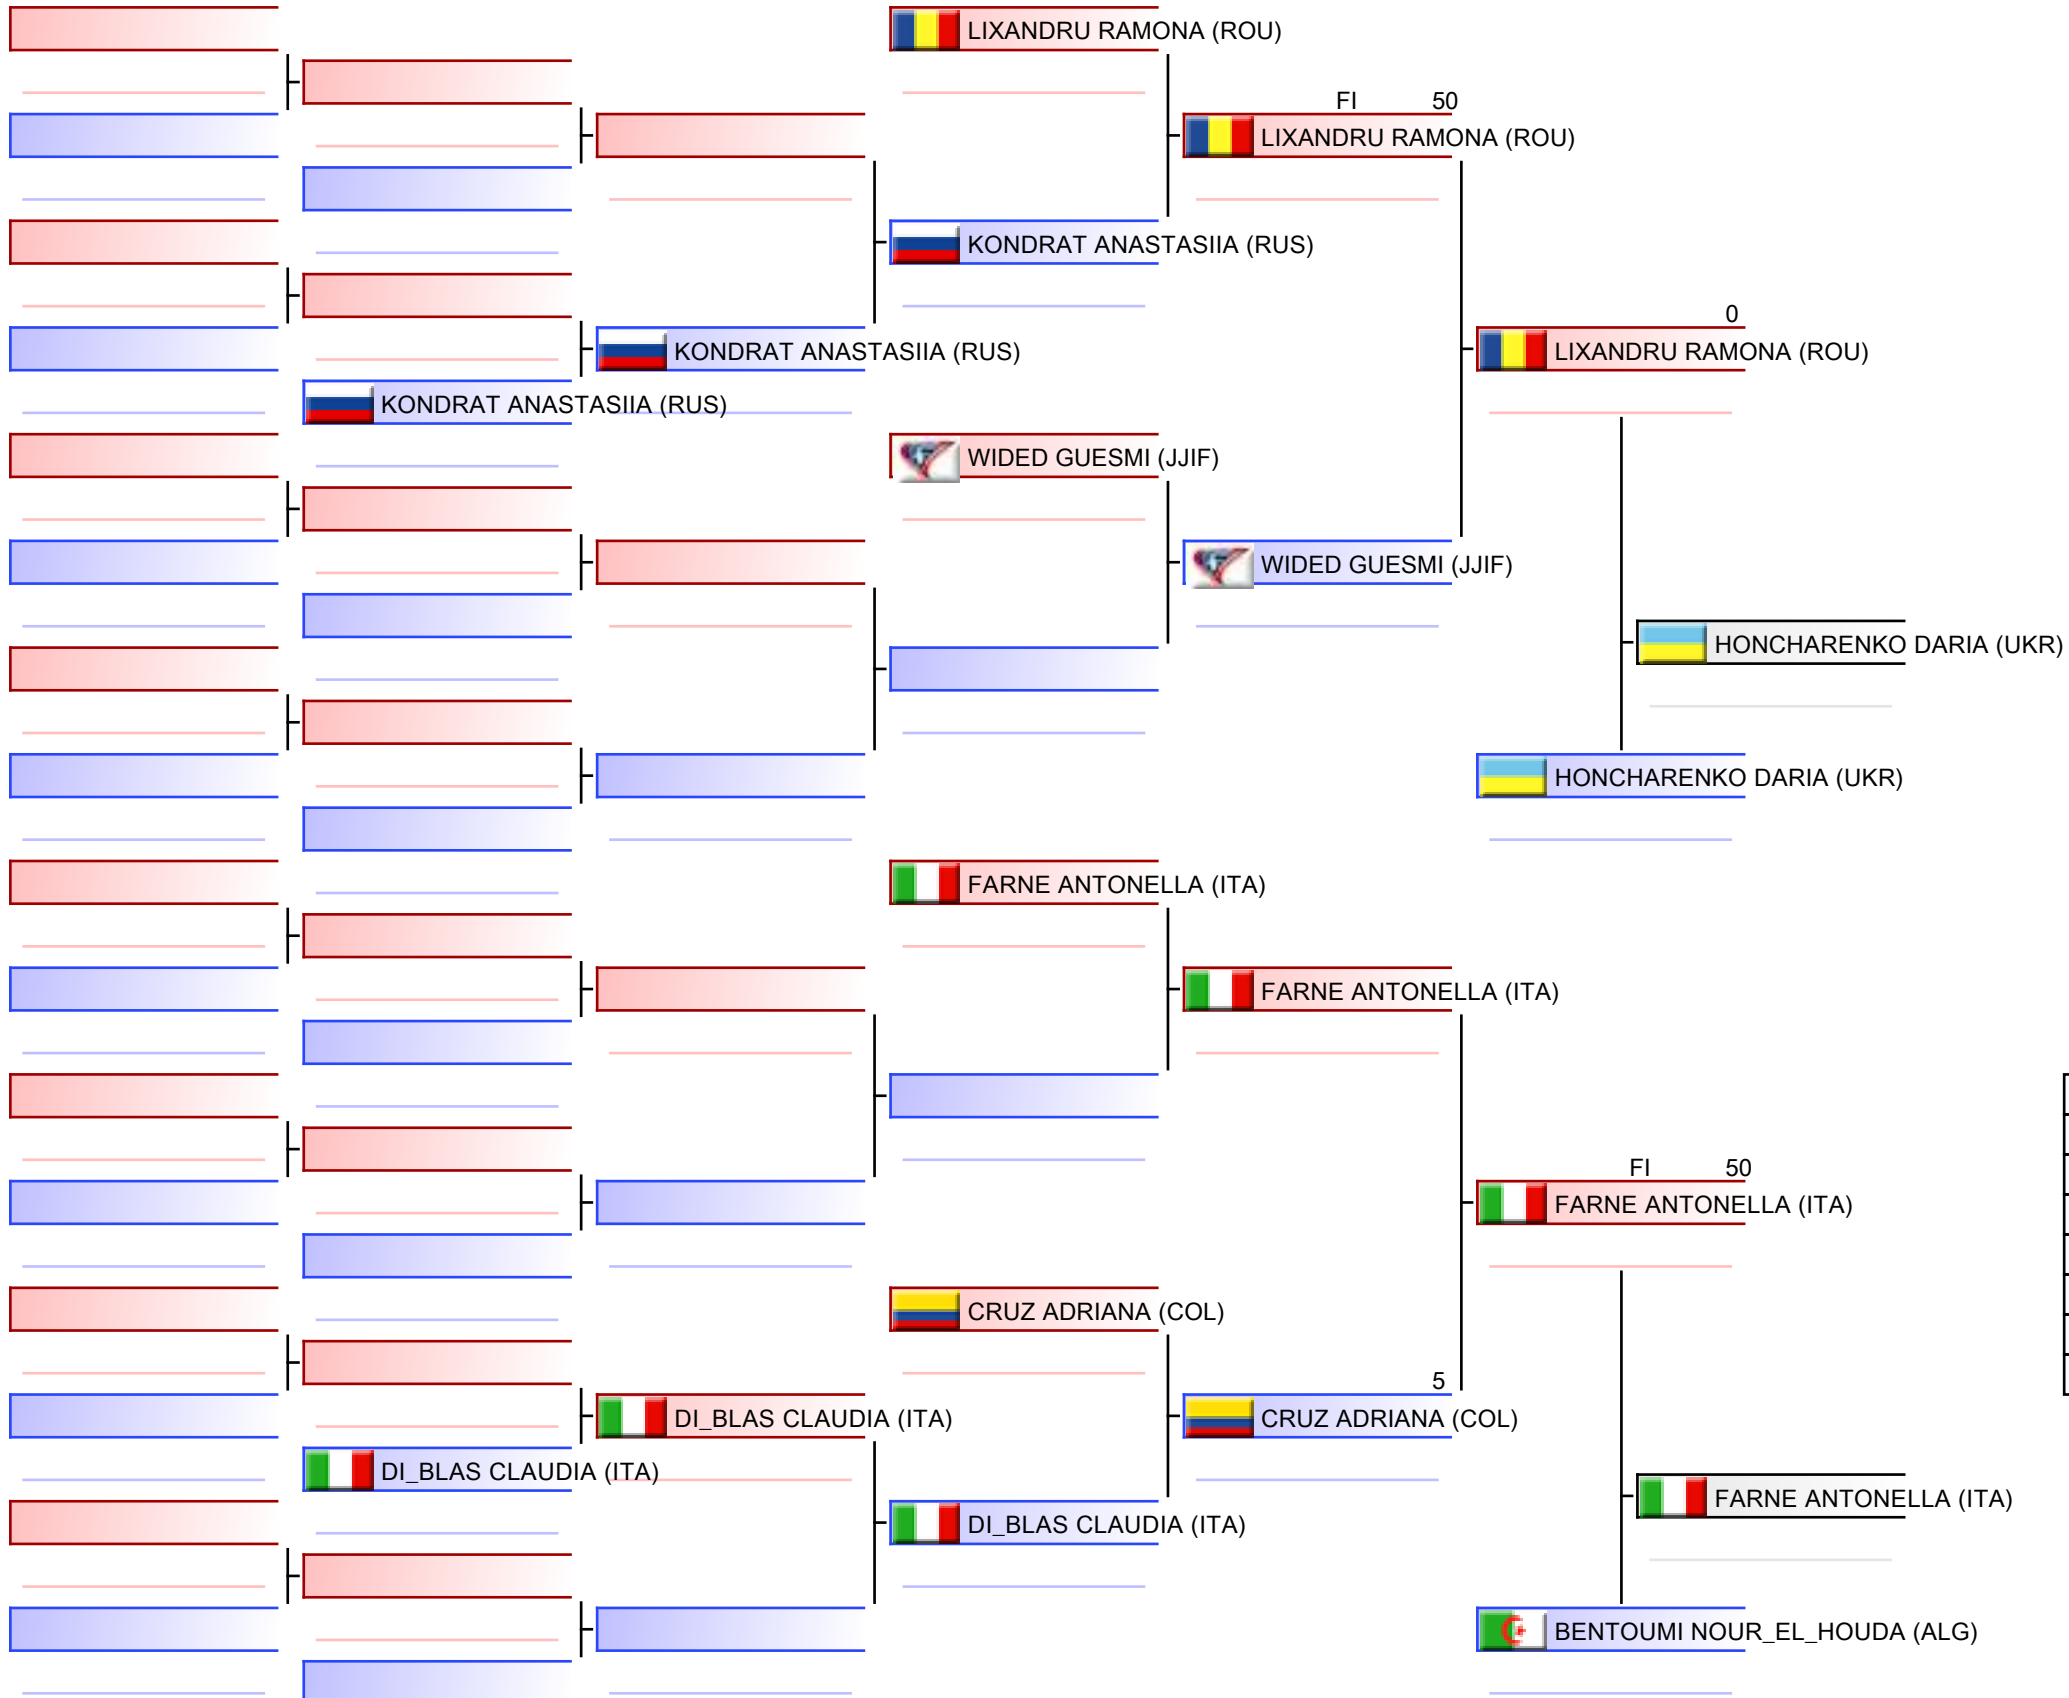 LIXANDRU RAMONA (ROU)
FI 50
LIXANDRU RAMONA (ROU)
KONDRAT ANASTASIIA (RUS)
0
KONDRAT ANASTASIIA (RUS)
LIXANDRU RAMONA (ROU)
KONDRAT ANASTASIIA (RUS)
WIDED GUESMI (JJIF)
WIDED GUESMI (JJIF)
HONCHARENKO DARIA (UKR)
HONCHARENKO DARIA (UKR)
FARNE ANTONELLA (ITA)
FARNE ANTONELLA (ITA)
FI 50
FARNE ANTONELLA (ITA)
CRUZ ADRIANA (COL)
5
DI_BLAS CLAUDIA (ITA)
CRUZ ADRIANA (COL)
DI_BLAS CLAUDIA (ITA)
FARNE ANTONELLA (ITA)
DI_BLAS CLAUDIA (ITA)
BENTOUMI NOUR_EL_HOUDA (ALG)